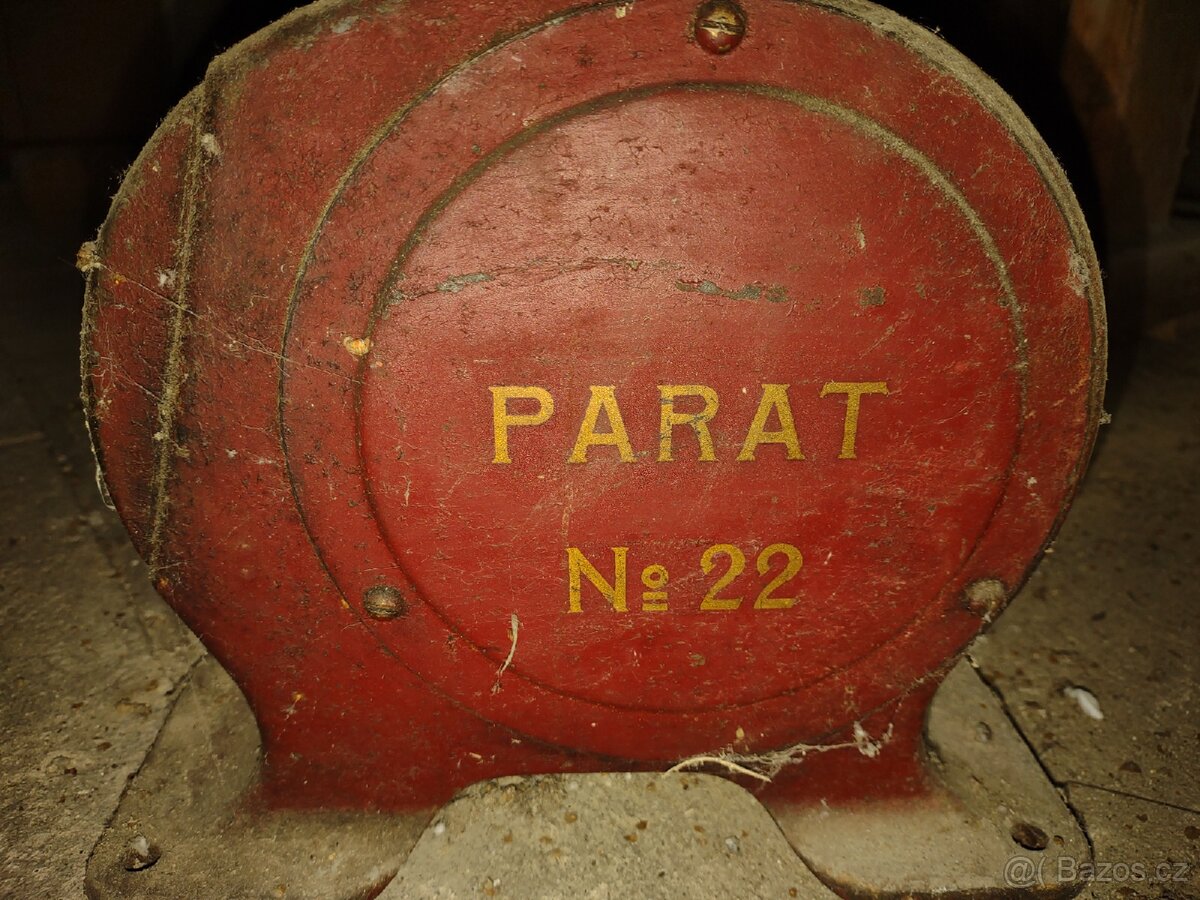 PARAT
Nº 22
@( Bazos.cz